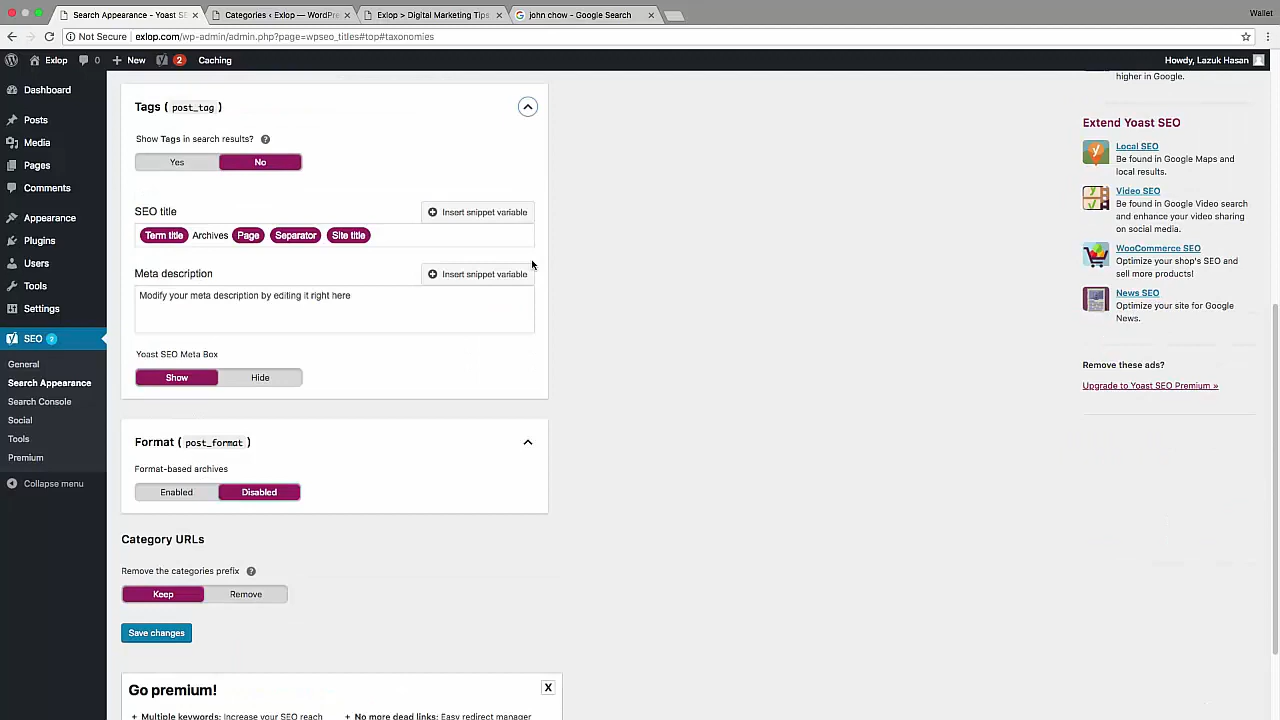 Search Appearance - Yoast SE
Categories ‹ Exlop — WordPre
Exlop > Digital Marketing Tips
john chow - Google Search
Wallet
Not Secure
exlop.com/wp-admin/admin.php?page=wpseo_titles#top#taxonomies
Exlop
0
New
2
Caching
Howdy, Lazuk Hasan
Dashboard
Posts
Media
Pages
Comments
Appearance
Plugins
Users
Tools
Settings
SEO ?
General
Search Appearance
Search Console
Social
Tools
Premium
Collapse menu
Tags ( post_tag )
Show Tags in search results? ?
Yes
No
SEO title
Insert snippet variable
Term title Archives Page Separator Site title
Meta description
Insert snippet variable
Modify your meta description by editing it right here
Yoast SEO Meta Box
Show
Hide
Format ( post_format )
Format-based archives
Enabled
Disabled
Category URLs
Remove the categories prefix ?
Keep
Remove
Save changes
Go premium!
X
+ Multiple keywords: Increase your SEO reach
+ No more dead links: Easy redirect manager
higher in Google.
Extend Yoast SEO
Local SEO
Be found in Google Maps and
local results.
Video SEO
Be found in Google Video search
and enhance your video sharing
on social media.
WooCommerce SEO
Optimize your shop's SEO and
sell more products!
News SEO
Optimize your site for Google
News.
Remove these ads?
Upgrade to Yoast SEO Premium »